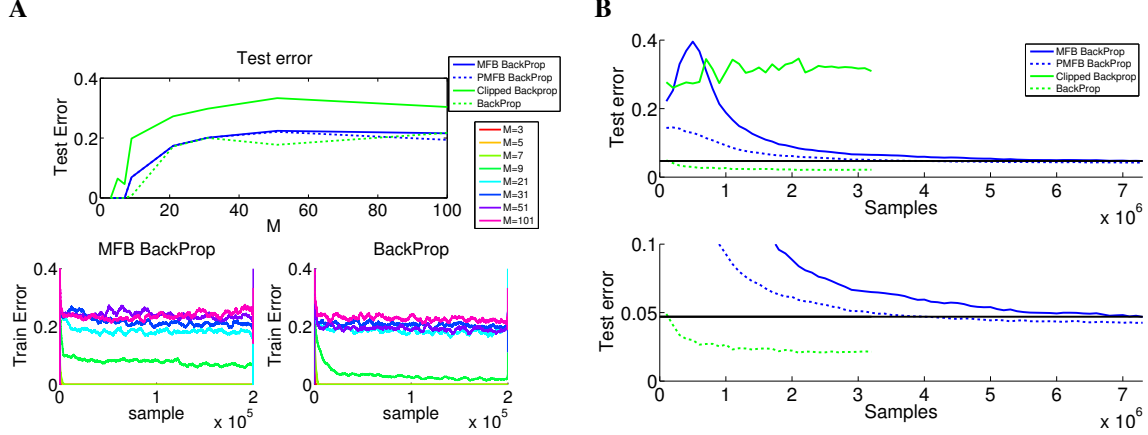 A
Test error
Test Error
0.4
0.2
0
0 20 40 60 80 100
M
MFB BackProp
PMFB BackProp
Clipped Backprop
BackProp
M=3
M=5
M=7
M=9
M=21
M=31
M=51
M=101
MFB BackProp
Train Error
0.4
0.2
0
0 1 2
sample
x 10^5
BackProp
Train Error
0.4
0.2
0
0 1 2
sample
x 10^5
B
Test error
0.4
0.2
0
0 1 2 3 4 5 6 7
Samples
x 10^6
MFB BackProp
PMFB BackProp
Clipped Backprop
BackProp
Test error
0.1
0.05
0
0 1 2 3 4 5 6 7
Samples
x 10^6